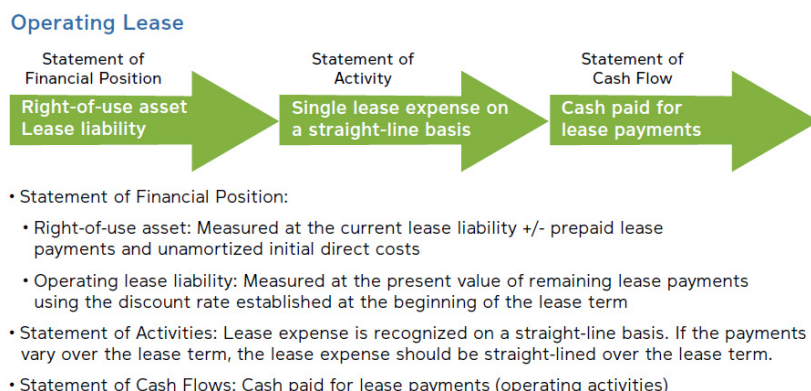 Operating Lease
Statement of
Financial Position
Statement of
Activity
Statement of
Cash Flow
Right-of-use asset
Lease liability
Single lease expense on
a straight-line basis
Cash paid for
lease payments
• Statement of Financial Position:
• Right-of-use asset: Measured at the current lease liability +/- prepaid lease
payments and unamortized initial direct costs
• Operating lease liability: Measured at the present value of remaining lease payments
using the discount rate established at the beginning of the lease term
• Statement of Activities: Lease expense is recognized on a straight-line basis. If the payments
vary over the lease term, the lease expense should be straight-lined over the lease term.
• Statement of Cash Flows: Cash paid for lease payments (operating activities)